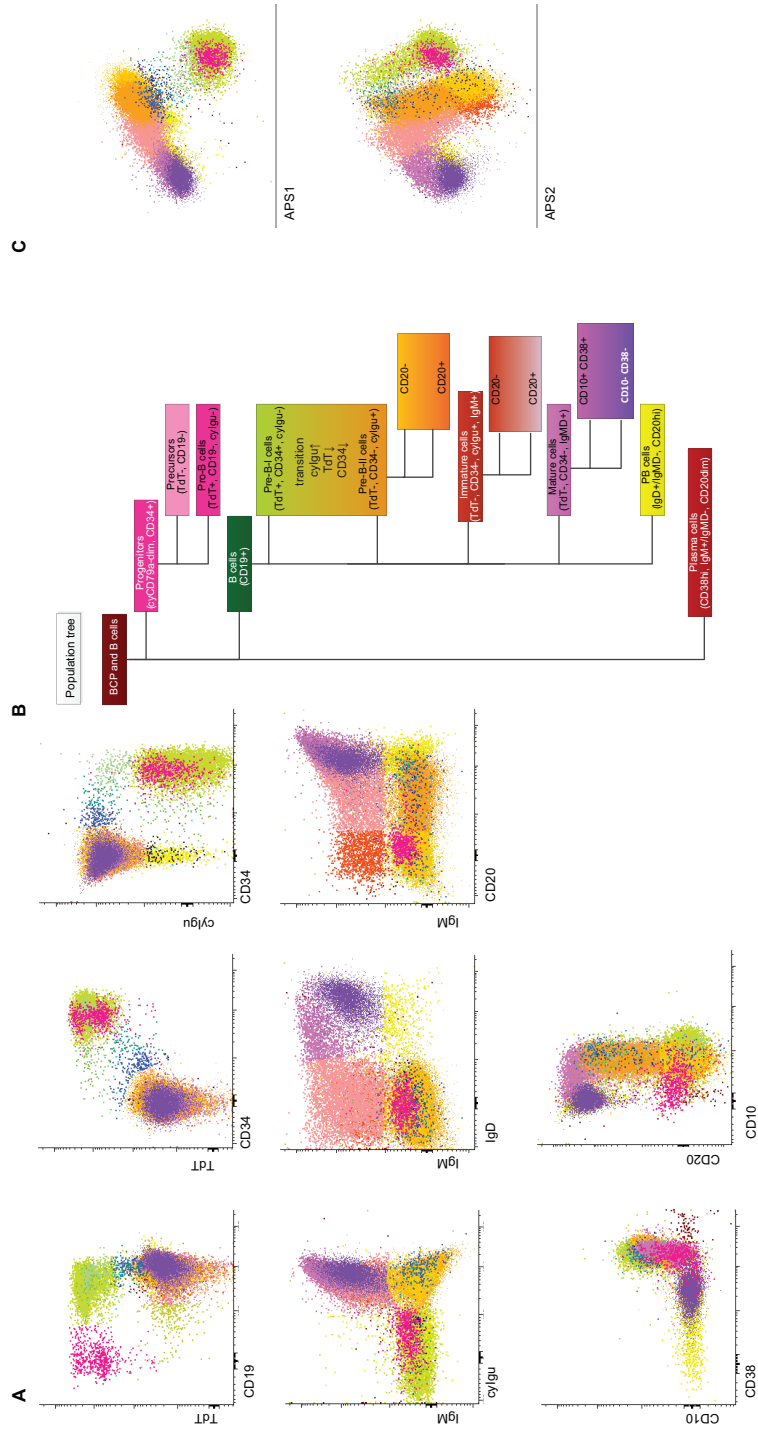 A
TdT
CD19
TdT
CD34
cyIgu
CD34
IgM
cyIgu
IgM
IgD
IgM
CD20
CD10
CD38
CD20
CD10
B
Population tree
BCP and B cells
Progenitors
(cyCD79a-dim, CD34+)
Precursors
(TdT-, CD19-)
Pro-B cells
(TdT+, CD19-, cyIgu-)
B cells
(CD19+)
Pre-B-I cells
(TdT+, CD34+, cyIgu-)
transition
cyIgu↑
TdT↓
CD34↓
Pre-B-II cells
(TdT-, CD34-, cyIgu+)
CD20-
CD20+
Immature cells
(TdT-, CD34-, cyIgu+, IgM+)
CD20-
CD20+
Mature cells
(TdT-, CD34-, IgMD+)
CD10+ CD38+
CD10- CD38-
PB cells
(IgD+/IgMD-, CD20hi)
Plasma cells
(CD38hi, IgM+/IgMD-, CD20dim)
C
APS1
APS2